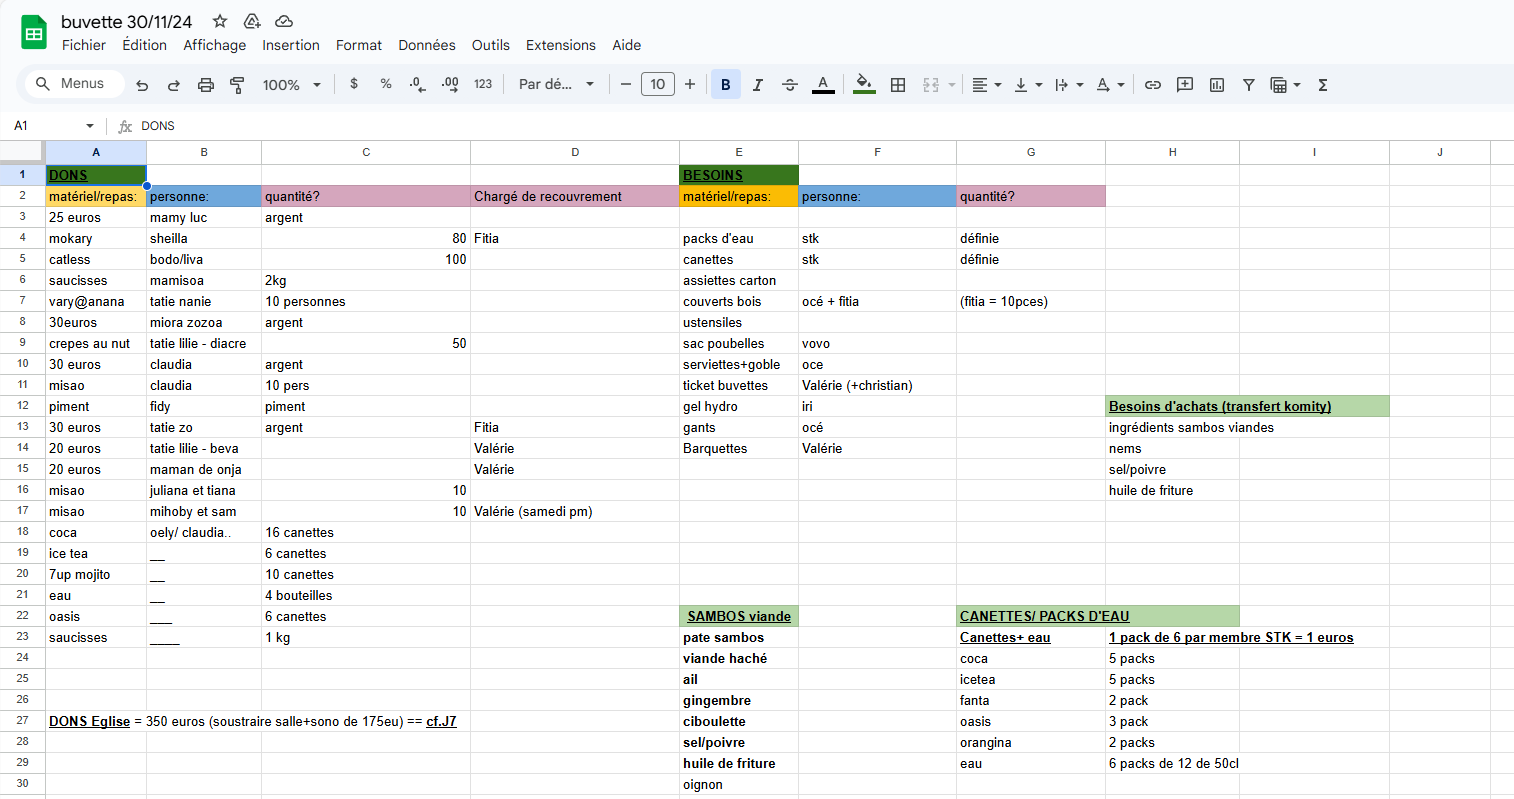 buvette 30/11/24
Fichier Édition Affichage Insertion Format Données Outils Extensions Aide
Menus 100% $ % .0 .00 123 Par dé... 10 B I A
A1 fx DONS
A B C D E F G H I J
1 DONS BESOINS
2 matériel/repas: personne: quantité? Chargé de recouvrement matériel/repas: personne: quantité?
3 25 euros mamy luc argent
4 mokary sheilla 80 Fitia packs d'eau stk définie
5 catless bodo/liva 100 canettes stk définie
6 saucisses mamisoa 2kg assiettes carton
7 vary@anana tatie nanie 10 personnes couverts bois océ + fitia (fitia = 10pces)
8 30euros miora zozoa argent ustensiles
9 crepes au nut tatie lilie - diacre 50 sac poubelles vovo
10 30 euros claudia argent serviettes+goble oce
11 misao claudia 10 pers ticket buvettes Valérie (+christian)
12 piment fidy piment gel hydro iri Besoins d'achats (transfert komity)
13 30 euros tatie zo argent Fitia gants océ ingrédients sambos viandes
14 20 euros tatie lilie - beva Valérie Barquettes Valérie nems
15 20 euros maman de onja Valérie sel/poivre
16 misao juliana et tiana 10 huile de friture
17 misao mihoby et sam 10 Valérie (samedi pm)
18 coca oely/ claudia.. 16 canettes
19 ice tea __ 6 canettes
20 7up mojito __ 10 canettes
21 eau __ 4 bouteilles
22 oasis ___ 6 canettes SAMBOS viande CANETTES/ PACKS D'EAU
23 saucisses ____ 1 kg pate sambos Canettes+ eau 1 pack de 6 par membre STK = 1 euros
24 viande haché coca 5 packs
25 ail icetea 5 packs
26 gingembre fanta 2 pack
27 DONS Eglise = 350 euros (soustraire salle+sono de 175eu) == cf.J7 ciboulette oasis 3 pack
28 sel/poivre orangina 2 packs
29 huile de friture eau 6 packs de 12 de 50cl
30 oignon